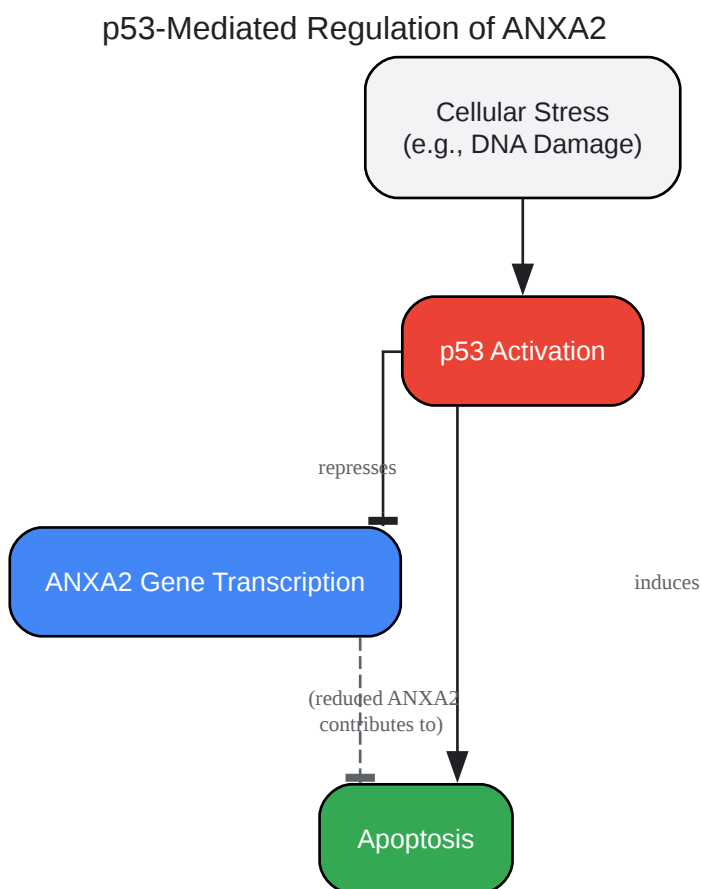 p53-Mediated Regulation of ANXA2
Cellular Stress
(e.g., DNA Damage)
p53 Activation
represses
ANXA2 Gene Transcription
induces
(reduced ANXA2
contributes to)
Apoptosis